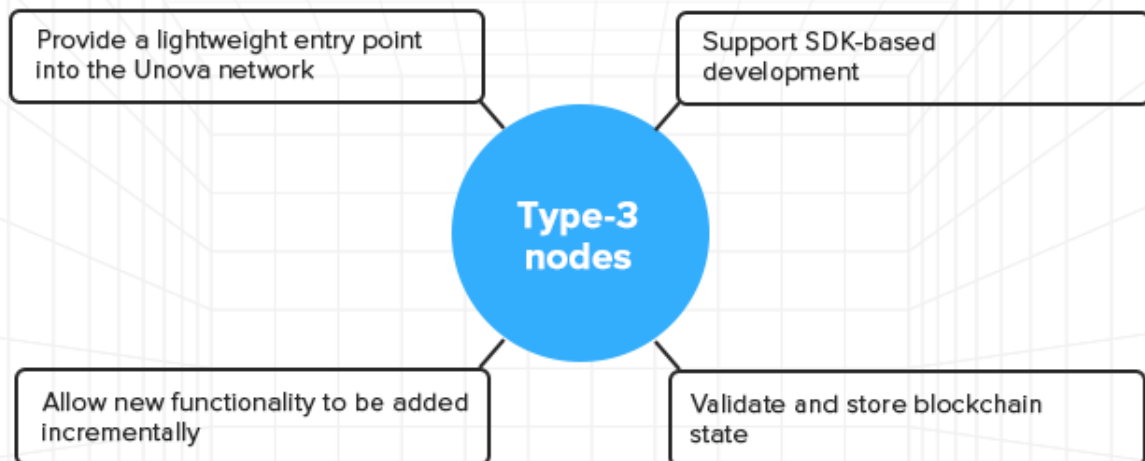 Provide a lightweight entry point
into the Unova network
Support SDK-based
development
Type-3
nodes
Allow new functionality to be added
incrementally
Validate and store blockchain
state